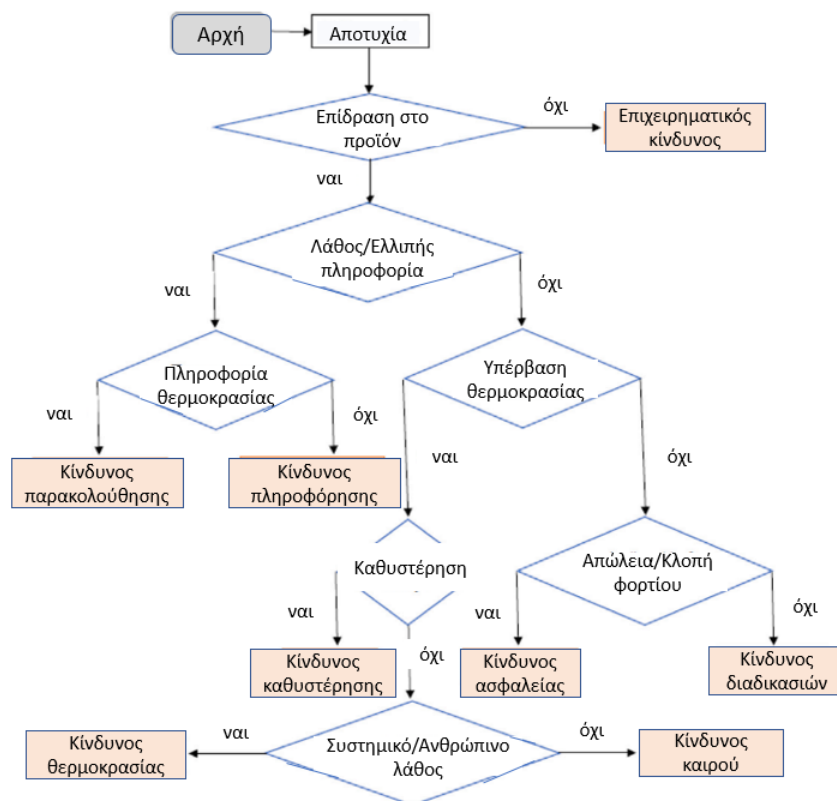 Αρχή
Αποτυχία
Επίδραση στο
προϊόν
όχι
Επιχειρηματικός
κίνδυνος
ναι
Λάθος/Ελλιπής
πληροφορία
ναι
όχι
Πληροφορία
θερμοκρασίας
Υπέρβαση
θερμοκρασίας
ναι
όχι
ναι
όχι
Κίνδυνος
παρακολούθησης
Κίνδυνος
πληροφόρησης
Καθυστέρηση
Απώλεια/Κλοπή
φορτίου
ναι
όχι
ναι
όχι
Κίνδυνος
καθυστέρησης
Κίνδυνος
ασφαλείας
Κίνδυνος
διαδικασιών
Συστημικό/Ανθρώπινο
λάθος
ναι
όχι
Κίνδυνος
θερμοκρασίας
Κίνδυνος
καιρού